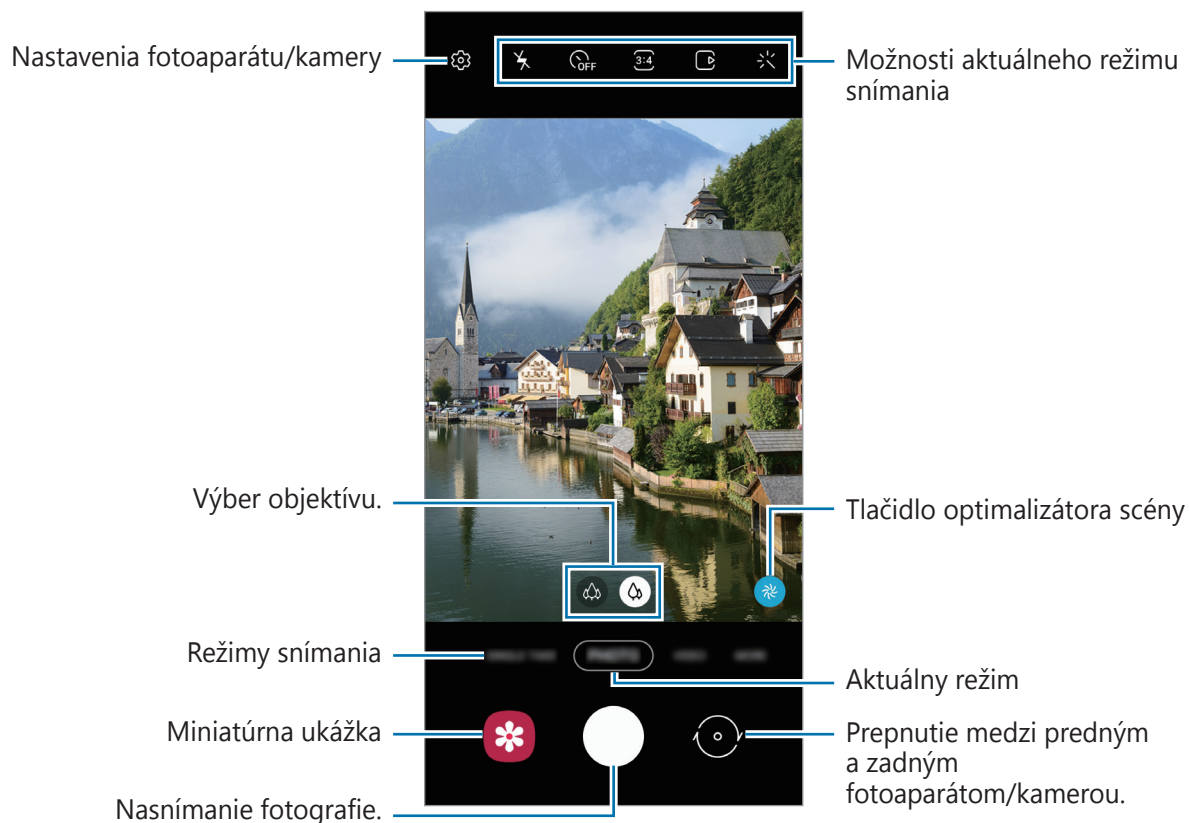 Nastavenia fotoaparátu/kamery
OFF
3:4
Možnosti aktuálneho režimu
snímania
Výber objektívu.
Tlačidlo optimalizátora scény
Režimy snímania
Aktuálny režim
Miniatúrna ukážka
Prepnutie medzi predným
a zadným
fotoaparátom/kamerou.
Nasnímanie fotografie.